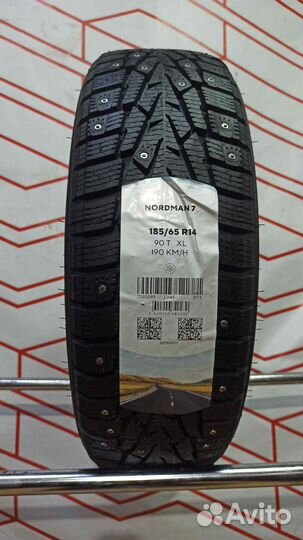 NORDMAN 7
185/65 R14
90 T XL
190 KM/H
Avito